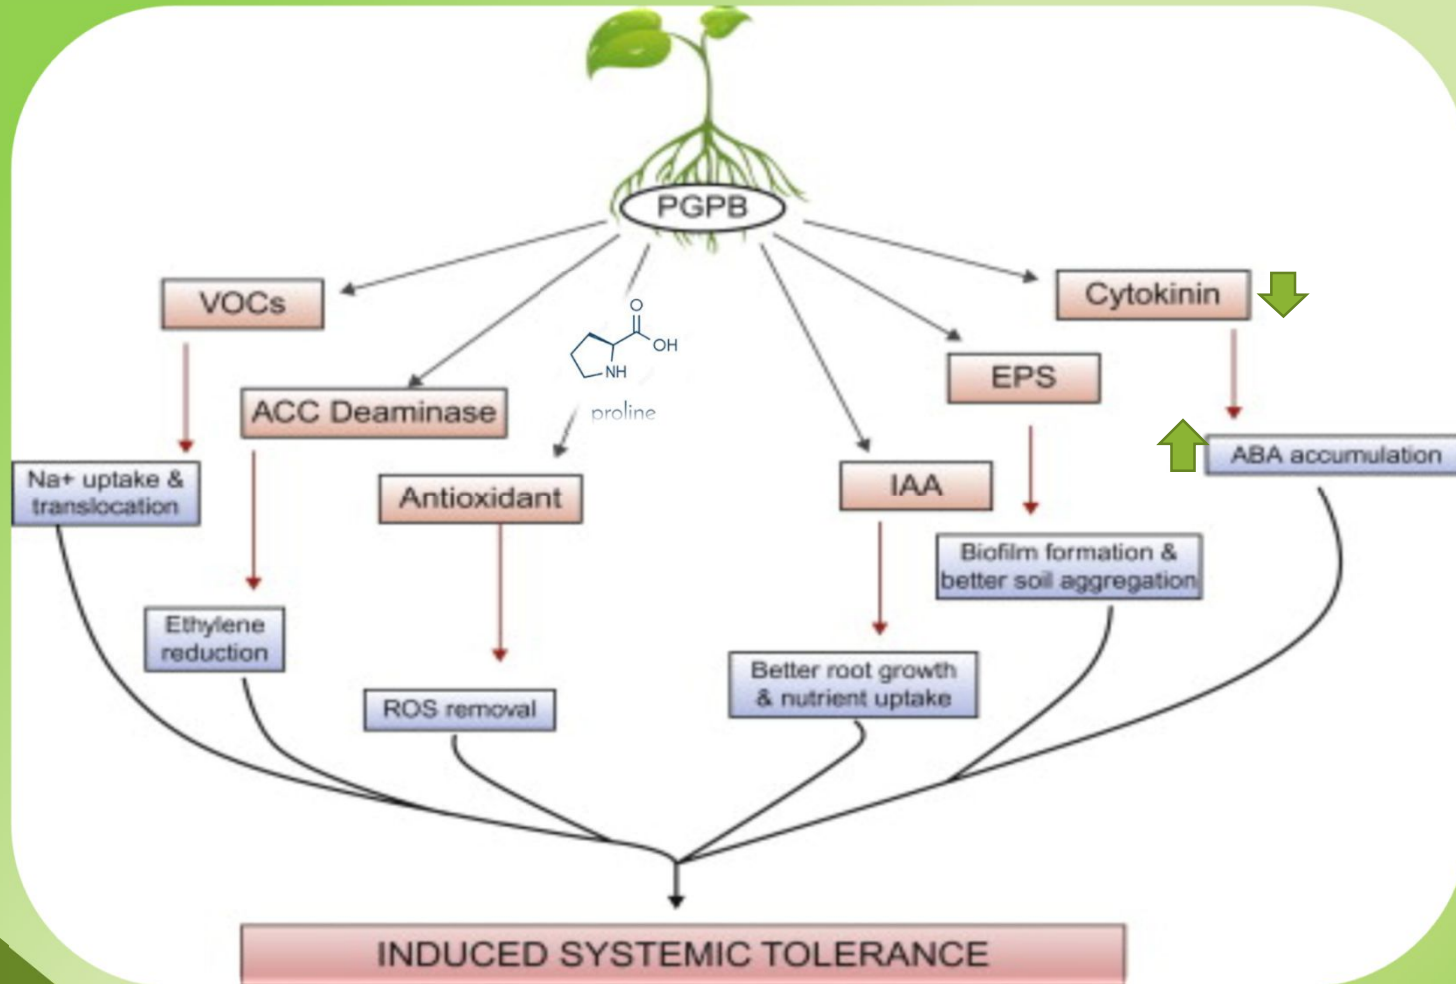 PGPB
VOCs
Cytokinin
O
OH
NH
proline
EPS
ACC Deaminase
ABA accumulation
Na+ uptake &
translocation
Antioxidant
IAA
Biofilm formation &
better soil aggregation
Ethylene
reduction
Better root growth
& nutrient uptake
ROS removal
INDUCED SYSTEMIC TOLERANCE